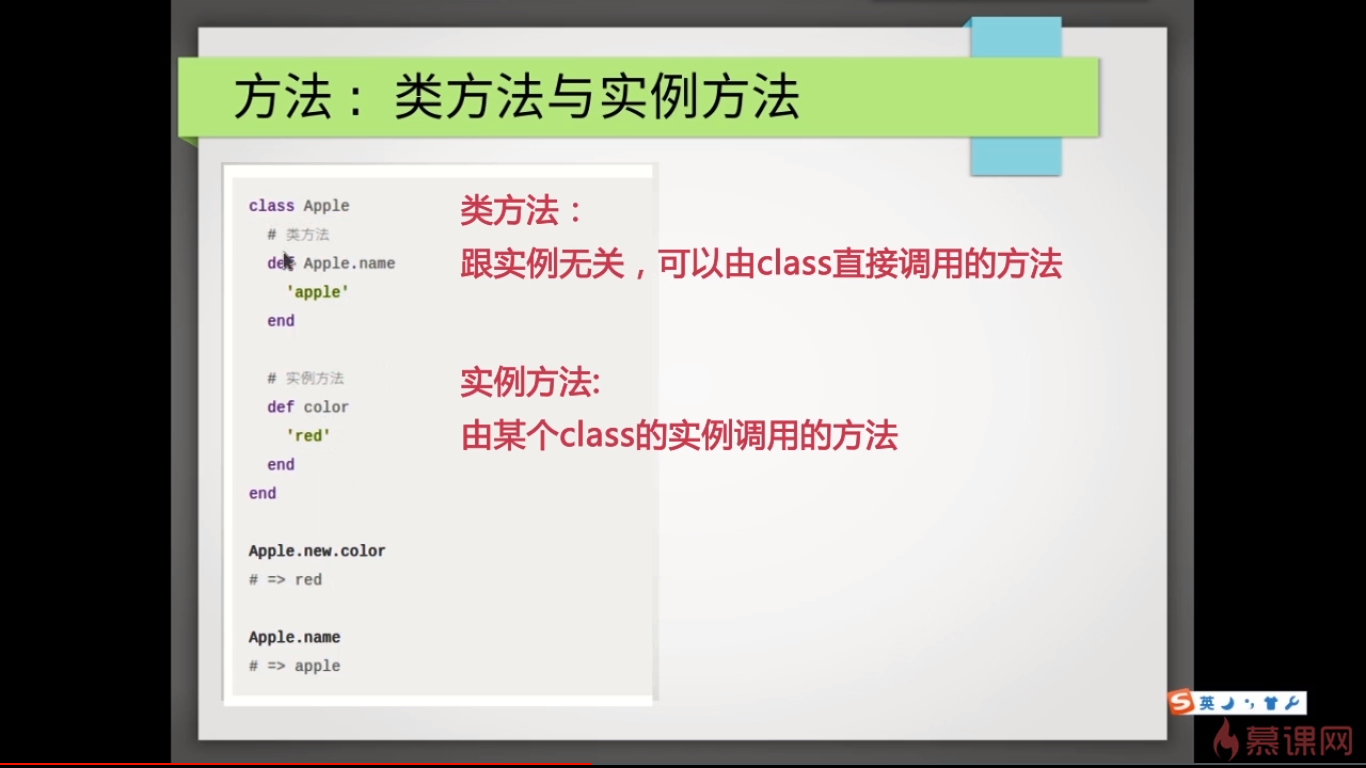 方法：类方法与实例方法
class Apple
# 类方法
def Apple.name
'apple'
end
# 实例方法
def color
'red'
end
end
Apple.new.color
# => red
Apple.name
# => apple
类方法：
跟实例无关，可以由class直接调用的方法
实例方法:
由某个class的实例调用的方法
S英
慕课网